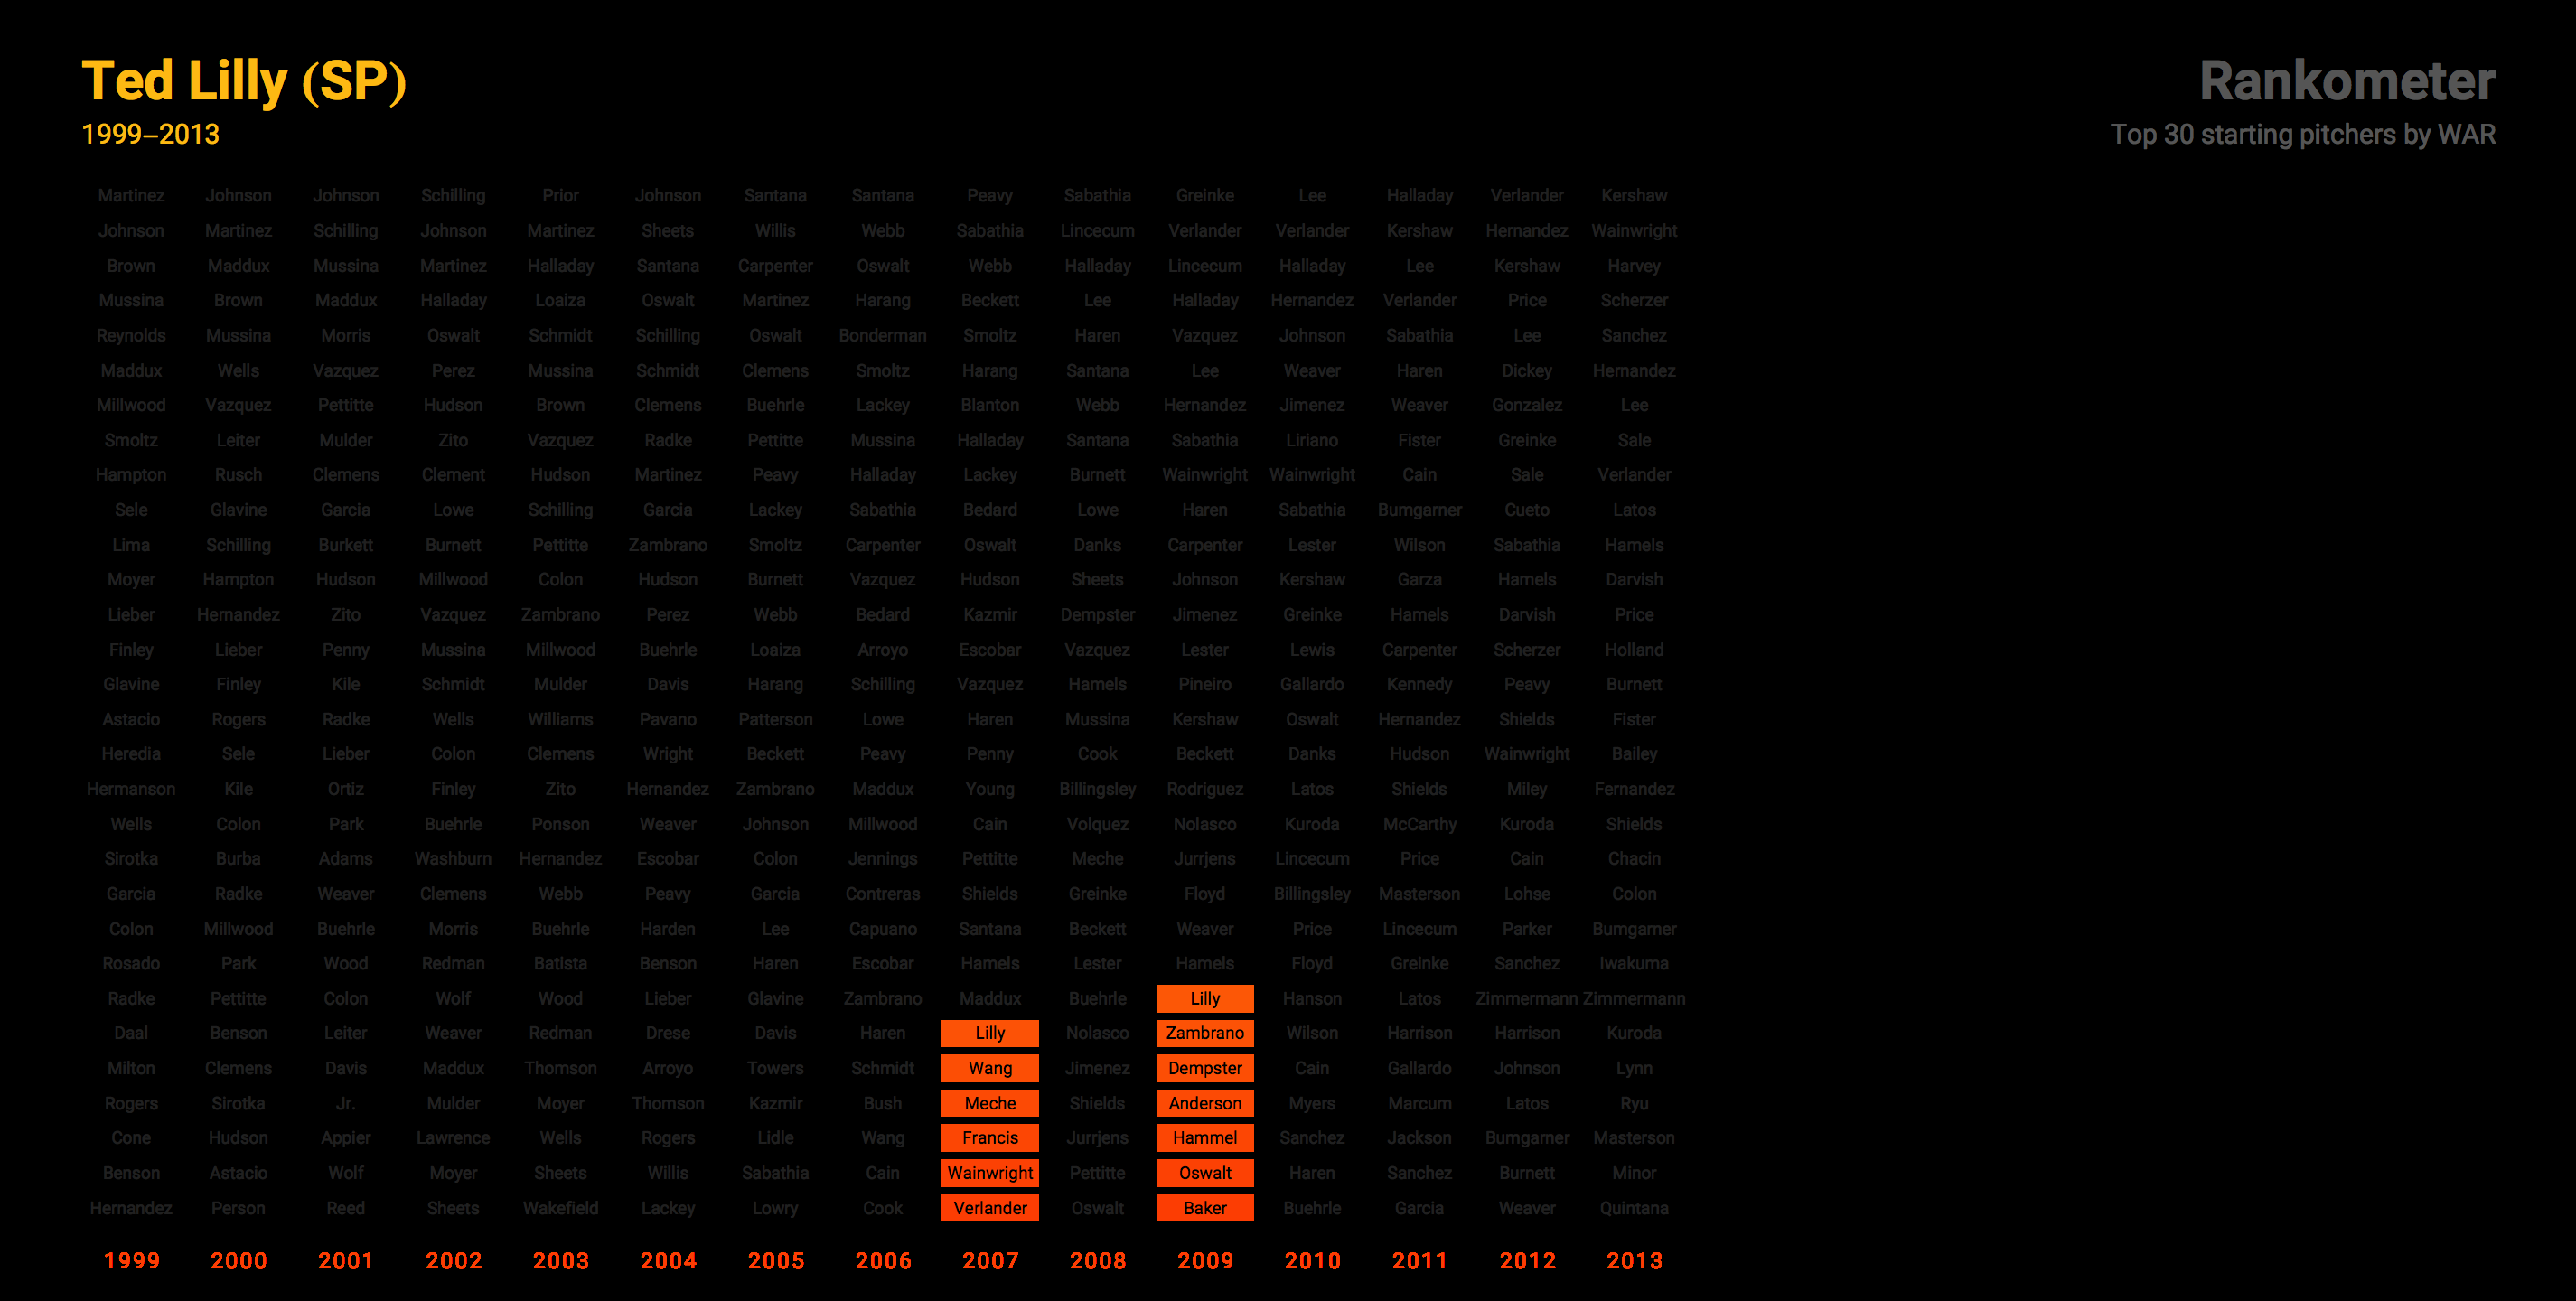 Ted Lilly (SP)
Rankometer
1999–2013
Top 30 starting pitchers by WAR
Martinez Johnson Johnson Schilling Prior Johnson Santana Santana Peavy Sabathia Greinke Lee Halladay Verlander Kershaw
Johnson Martinez Schilling Johnson Martinez Sheets Willis Webb Sabathia Lincecum Verlander Verlander Kershaw Hernandez Wainwright
Brown Maddux Mussina Martinez Halladay Santana Carpenter Oswalt Webb Halladay Lincecum Halladay Lee Kershaw Harvey
Mussina Brown Maddux Halladay Loaiza Oswalt Martinez Harang Beckett Lee Halladay Hernandez Verlander Price Scherzer
Reynolds Mussina Morris Oswalt Schmidt Schilling Oswalt Bonderman Smoltz Haren Vazquez Johnson Sabathia Lee Sanchez
Maddux Wells Vazquez Perez Mussina Schmidt Clemens Smoltz Harang Santana Lee Weaver Haren Dickey Hernandez
Millwood Vazquez Pettitte Hudson Brown Clemens Buehrle Lackey Blanton Webb Hernandez Jimenez Weaver Gonzalez Lee
Smoltz Leiter Mulder Zito Vazquez Radke Pettitte Mussina Halladay Santana Sabathia Liriano Fister Greinke Sale
Hampton Rusch Clemens Clement Hudson Martinez Peavy Halladay Lackey Burnett Wainwright Wainwright Cain Sale Verlander
Sele Glavine Garcia Lowe Schilling Garcia Lackey Sabathia Bedard Lowe Haren Sabathia Bumgarner Cueto Latos
Lima Schilling Burkett Burnett Pettitte Zambrano Smoltz Carpenter Oswalt Danks Carpenter Lester Wilson Sabathia Hamels
Moyer Hampton Hudson Millwood Colon Hudson Burnett Vazquez Hudson Sheets Johnson Kershaw Garza Hamels Darvish
Lieber Hernandez Zito Vazquez Zambrano Perez Webb Bedard Kazmir Dempster Jimenez Greinke Hamels Darvish Price
Finley Lieber Penny Mussina Millwood Buehrle Loaiza Arroyo Escobar Vazquez Lester Lewis Carpenter Scherzer Holland
Glavine Finley Kile Schmidt Mulder Davis Harang Schilling Vazquez Hamels Pineiro Gallardo Kennedy Peavy Burnett
Astacio Rogers Radke Wells Williams Pavano Patterson Lowe Haren Mussina Kershaw Oswalt Hernandez Shields Fister
Heredia Sele Lieber Colon Clemens Wright Beckett Peavy Penny Cook Beckett Danks Hudson Wainwright Bailey
Hermanson Kile Ortiz Finley Zito Hernandez Zambrano Maddux Young Billingsley Rodriguez Latos Shields Miley Fernandez
Wells Colon Park Buehrle Ponson Weaver Johnson Millwood Cain Volquez Nolasco Kuroda McCarthy Kuroda Shields
Sirotka Burba Adams Washburn Hernandez Escobar Colon Jennings Pettitte Meche Jurrjens Lincecum Price Cain Chacin
Garcia Radke Weaver Clemens Webb Peavy Garcia Contreras Shields Greinke Floyd Billingsley Masterson Lohse Colon
Colon Millwood Buehrle Morris Buehrle Harden Lee Capuano Santana Beckett Weaver Price Lincecum Parker Bumgarner
Rosado Park Wood Redman Batista Benson Haren Escobar Hamels Lester Hamels Floyd Greinke Sanchez Iwakuma
Radke Pettitte Colon Wolf Wood Lieber Glavine Zambrano Maddux Buehrle Lilly Hanson Latos Zimmermann Zimmermann
Daal Benson Leiter Weaver Redman Drese Davis Haren Lilly Nolasco Zambrano Wilson Harrison Harrison Kuroda
Milton Clemens Davis Maddux Thomson Arroyo Towers Schmidt Wang Jimenez Dempster Cain Gallardo Johnson Lynn
Rogers Sirotka Jr. Mulder Moyer Thomson Kazmir Bush Meche Shields Anderson Myers Marcum Latos Ryu
Cone Hudson Appier Lawrence Wells Rogers Lidle Wang Francis Jurrjens Hammel Sanchez Jackson Bumgarner Masterson
Benson Astacio Wolf Moyer Sheets Willis Sabathia Cain Wainwright Pettitte Oswalt Haren Sanchez Burnett Minor
Hernandez Person Reed Sheets Wakefield Lackey Lowry Cook Verlander Oswalt Baker Buehrle Garcia Weaver Quintana
1999 2000 2001 2002 2003 2004 2005 2006 2007 2008 2009 2010 2011 2012 2013